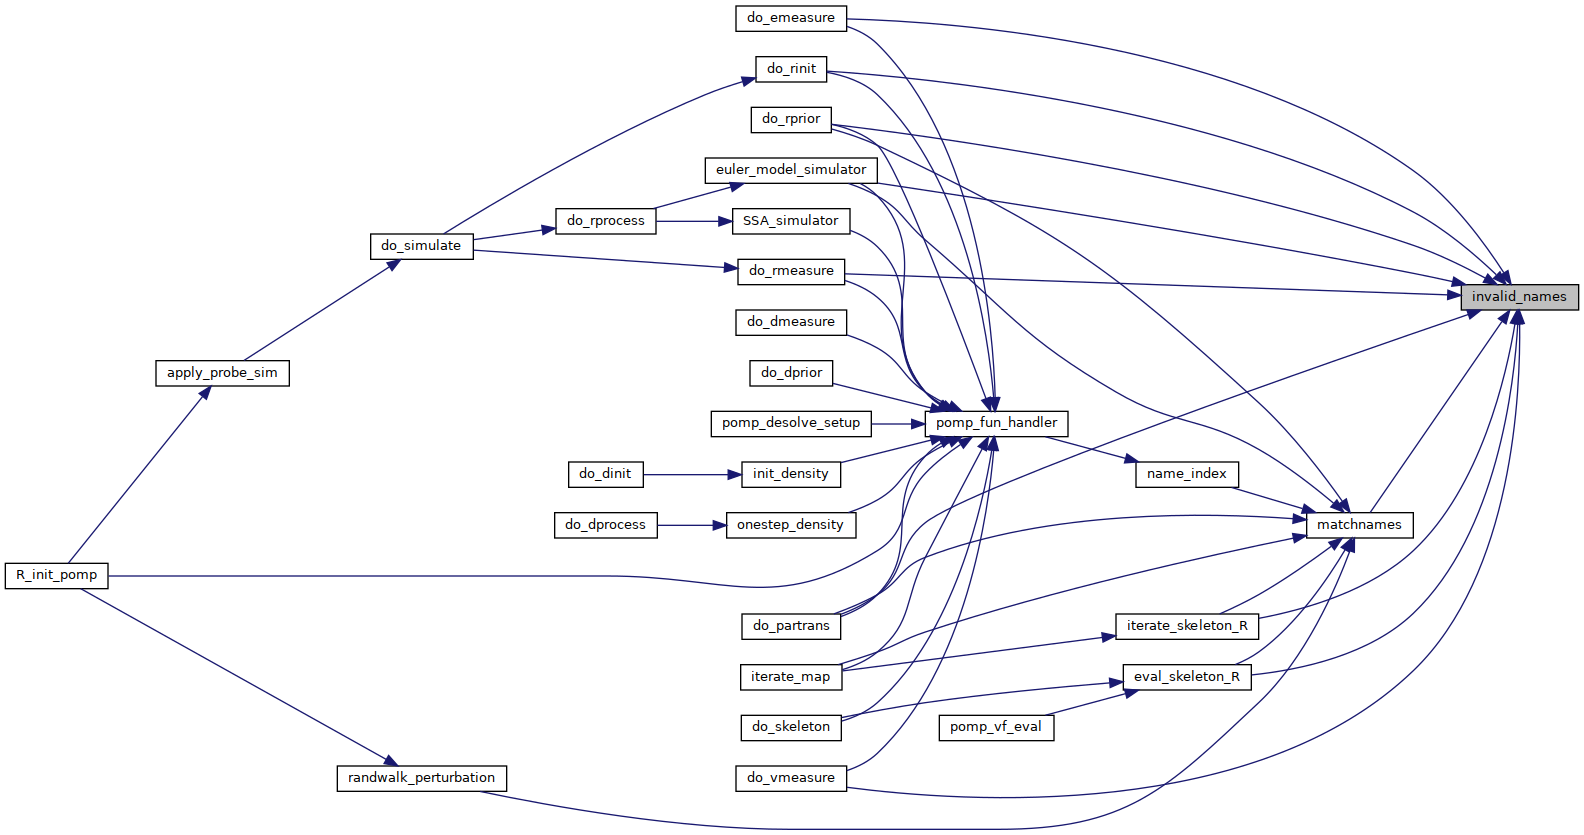 do_emeasure
do_rinit
do_rprior
euler_model_simulator
do_rprocess
SSA_simulator
do_simulate
do_rmeasure
invalid_names
do_dmeasure
apply_probe_sim
do_dprior
pomp_desolve_setup
pomp_fun_handler
do_dinit
init_density
name_index
do_dprocess
onestep_density
matchnames
R_init_pomp
do_partrans
iterate_skeleton_R
iterate_map
eval_skeleton_R
do_skeleton
pomp_vf_eval
randwalk_perturbation
do_vmeasure